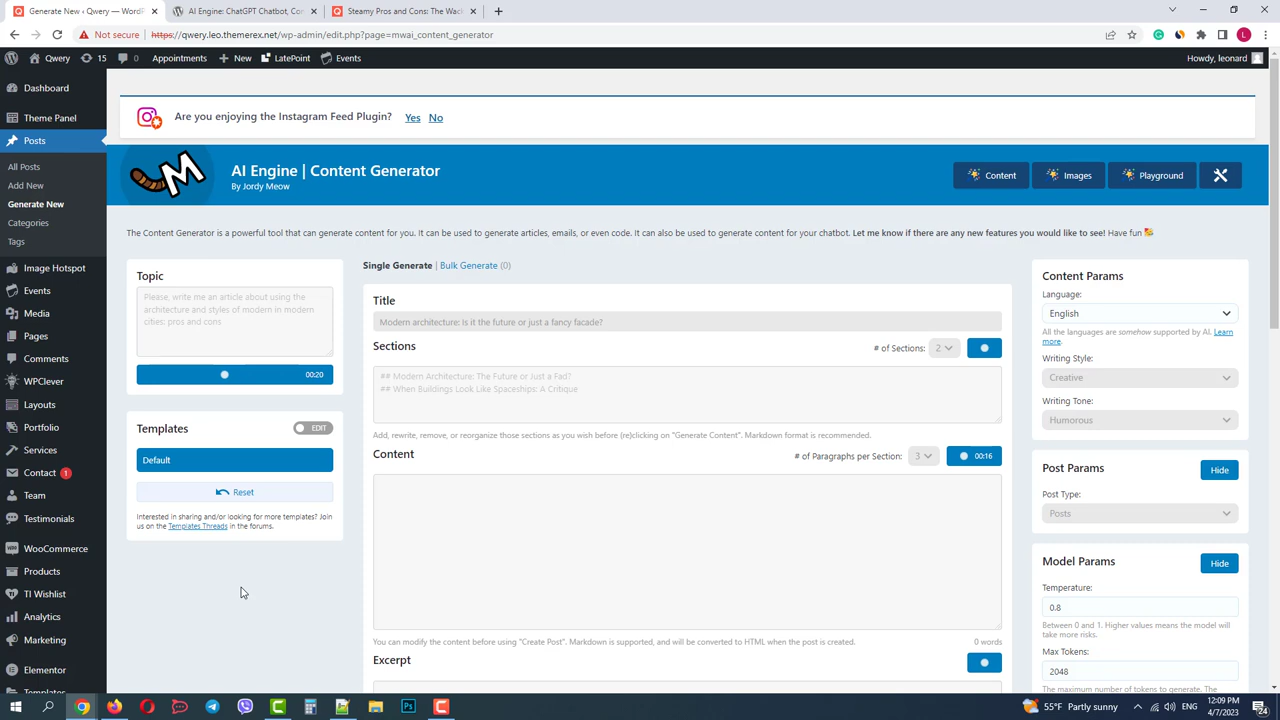 Generate New ‹ Qwery — WordPr
AI Engine: ChatGPT Chatbot, Con
Steamy Pros and Cons: The Wack
Not secure
https://qwery.leo.themerex.net/wp-admin/edit.php?page=mwai_content_generator
L
Qwery
15
0
Appointments
New
LatePoint
Events
Howdy, leonard
Dashboard
Theme Panel
Posts
All Posts
Add New
Generate New
Categories
Tags
Image Hotspot
Events
Media
Pages
Comments
WPClever
Layouts
Portfolio
Services
Contact 1
Team
Testimonials
WooCommerce
Products
TI Wishlist
Analytics
Marketing
Elementor
Templates
Are you enjoying the Instagram Feed Plugin? Yes No
AI Engine | Content Generator
By Jordy Meow
Content
Images
Playground
The Content Generator is a powerful tool that can generate content for you. It can be used to generate articles, emails, or even code. It can also be used to generate content for your chatbot. Let me know if there are any new features you would like to see! Have fun
Topic
Please, write me an article about using the
architecture and styles of modern in modern
cities: pros and cons
00:20
Templates
EDIT
Default
Reset
Interested in sharing and/or looking for more templates? Join
us on the Templates Threads in the forums.
Single Generate | Bulk Generate (0)
Title
Modern architecture: Is it the future or just a fancy facade?
Sections
# of Sections: 2
## Modern Architecture: The Future or Just a Fad?
## When Buildings Look Like Spaceships: A Critique
Add, rewrite, remove, or reorganize those sections as you wish before (re)clicking on "Generate Content". Markdown format is recommended.
Content
# of Paragraphs per Section: 3
00:16
You can modify the content before using "Create Post". Markdown is supported, and will be converted to HTML when the post is created.
0 words
Excerpt
Content Params
Language:
English
All the languages are somehow supported by AI. Learn
more.
Writing Style:
Creative
Writing Tone:
Humorous
Post Params
Hide
Post Type:
Posts
Model Params
Hide
Temperature:
0.8
Between 0 and 1. Higher values means the model will
take more risks.
Max Tokens:
2048
The maximum number of tokens to generate. The
55°F Partly sunny
ENG
12:09 PM
4/7/2023
24